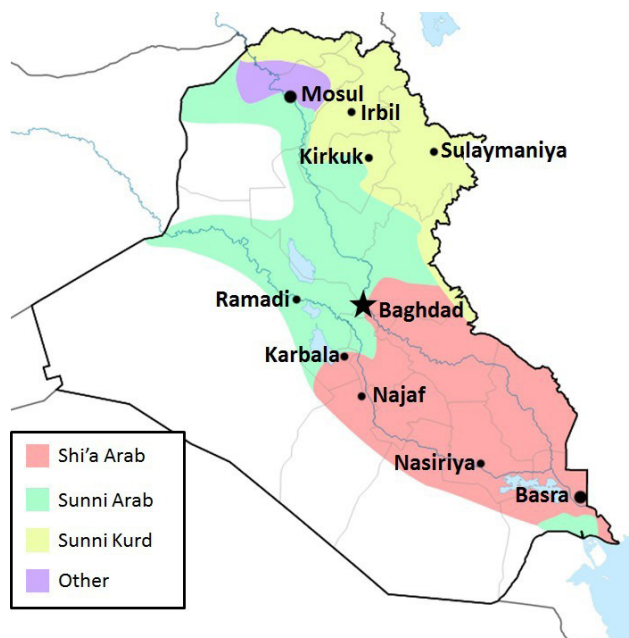 Mosul
Irbil
Kirkuk
Sulaymaniya
Ramadi
Baghdad
Karbala
Najaf
Nasiriya
Basra
Shi’a Arab
Sunni Arab
Sunni Kurd
Other